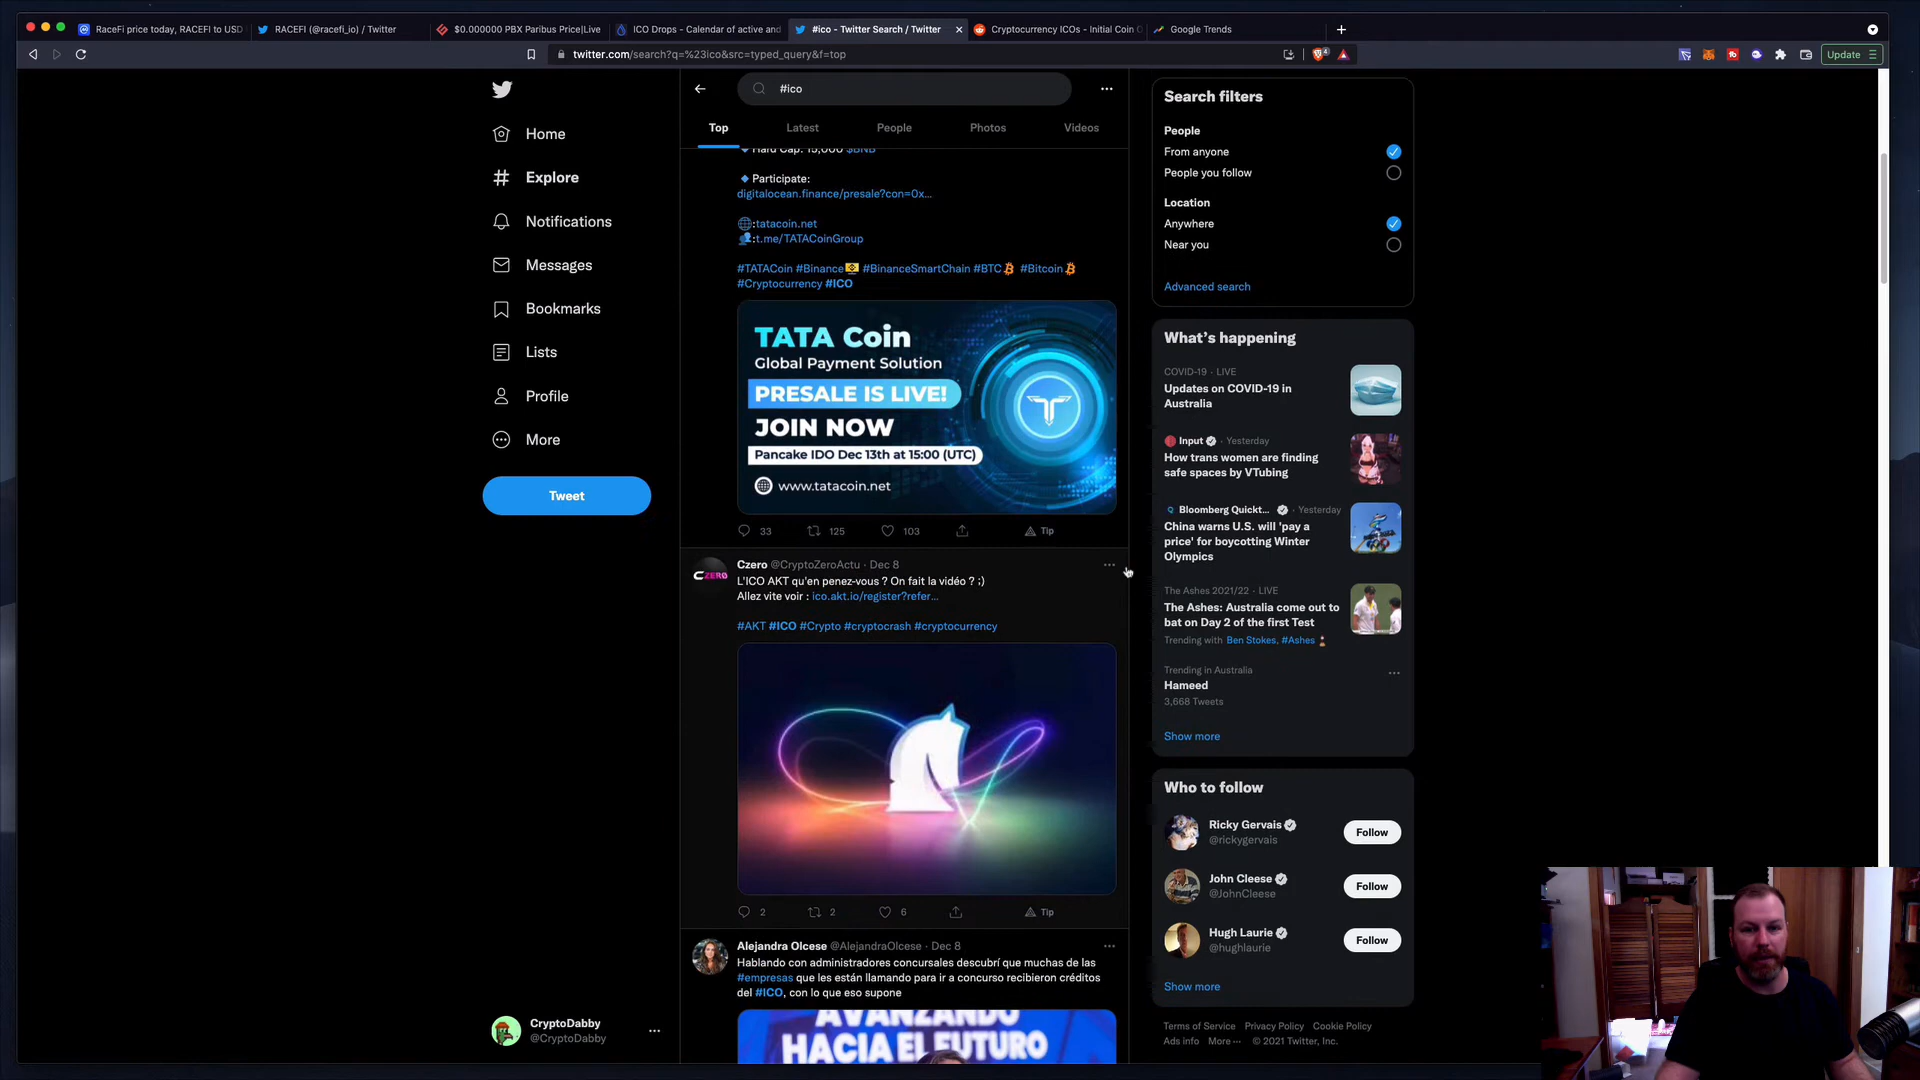 RaceFi price today, RACEFI to USD
RACEFI (@racefi_io) / Twitter
$0.000000 PBX Paribus Price|Live
ICO Drops - Calendar of active and
#ico - Twitter Search / Twitter
Cryptocurrency ICOs - Initial Coin
Google Trends
twitter.com/search?q=%23ico&src=typed_query&f=top
Update
Home
Explore
Notifications
Messages
Bookmarks
Lists
Profile
More
Tweet
CryptoDabby
@CryptoDabby
#ico
Top
Latest
People
Photos
Videos
Hard Cap: 15,000 $BNB
Participate:
digitalocean.finance/presale?con=0x...
:tatacoin.net
:t.me/TATACoinGroup
#TATACoin #Binance #BinanceSmartChain #BTC #Bitcoin
#Cryptocurrency #ICO
TATA Coin
Global Payment Solution
PRESALE IS LIVE!
JOIN NOW
Pancake IDO Dec 13th at 15:00 (UTC)
www.tatacoin.net
33
125
103
Tip
CZERO
Czero @CryptoZeroActu · Dec 8
L'ICO AKT qu'en penez-vous ? On fait la vidéo ? ;)
Allez vite voir : ico.akt.io/register?refer...
#AKT #ICO #Crypto #cryptocrash #cryptocurrency
2
2
6
Tip
Alejandra Olcese @AlejandraOlcese · Dec 8
Hablando con administradores concursales descubrí que muchas de las
#empresas que les están llamando para ir a concurso recibieron créditos
del #ICO, con lo que eso supone
AVANZANDO
HACIA EL FUTURO
Search filters
People
From anyone
People you follow
Location
Anywhere
Near you
Advanced search
What's happening
COVID-19 · LIVE
Updates on COVID-19 in
Australia
Input · Yesterday
How trans women are finding
safe spaces by VTubing
Bloomberg Quickt... · Yesterday
China warns U.S. will 'pay a
price' for boycotting Winter
Olympics
The Ashes 2021/22 · LIVE
The Ashes: Australia come out to
bat on Day 2 of the first Test
Trending with Ben Stokes, #Ashes
Trending in Australia
Hameed
3,668 Tweets
Show more
Who to follow
Ricky Gervais
@rickygervais
Follow
John Cleese
@JohnCleese
Follow
Hugh Laurie
@hughlaurie
Follow
Show more
Terms of Service Privacy Policy Cookie Policy
Ads info More ··· © 2021 Twitter, Inc.